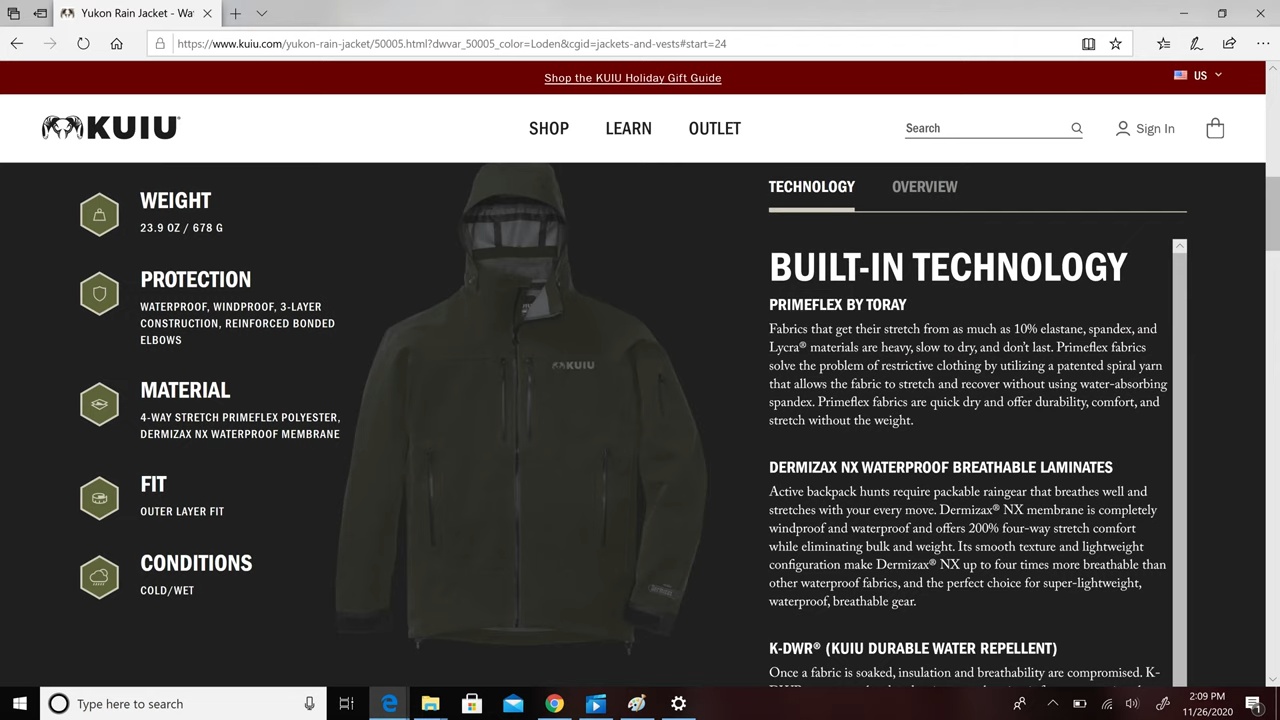 Yukon Rain Jacket - Wa
https://www.kuiu.com/yukon-rain-jacket/50005.html?dwvar_50005_color=Loden&cgid=jackets-and-vests#start=24
Shop the KUIU Holiday Gift Guide
US
KUIU
SHOP LEARN OUTLET
Search
Sign In
WEIGHT
23.9 OZ / 678 G
PROTECTION
WATERPROOF, WINDPROOF, 3-LAYER
CONSTRUCTION, REINFORCED BONDED
ELBOWS
MATERIAL
4-WAY STRETCH PRIMEFLEX POLYESTER,
DERMIZAX NX WATERPROOF MEMBRANE
FIT
OUTER LAYER FIT
CONDITIONS
COLD/WET
KUIU
TECHNOLOGY OVERVIEW
BUILT-IN TECHNOLOGY
PRIMEFLEX BY TORAY
Fabrics that get their stretch from as much as 10% elastane, spandex, and
Lycra® materials are heavy, slow to dry, and don't last. Primeflex fabrics
solve the problem of restrictive clothing by utilizing a patented spiral yarn
that allows the fabric to stretch and recover without using water-absorbing
spandex. Primeflex fabrics are quick dry and offer durability, comfort, and
stretch without the weight.
DERMIZAX NX WATERPROOF BREATHABLE LAMINATES
Active backpack hunts require packable raingear that breathes well and
stretches with your every move. Dermizax® NX membrane is completely
windproof and waterproof and offers 200% four-way stretch comfort
while eliminating bulk and weight. Its smooth texture and lightweight
configuration make Dermizax® NX up to four times more breathable than
other waterproof fabrics, and the perfect choice for super-lightweight,
waterproof, breathable gear.
K-DWR® (KUIU DURABLE WATER REPELLENT)
Once a fabric is soaked, insulation and breathability are compromised. K-
Type here to search
2:09 PM
11/26/2020
1